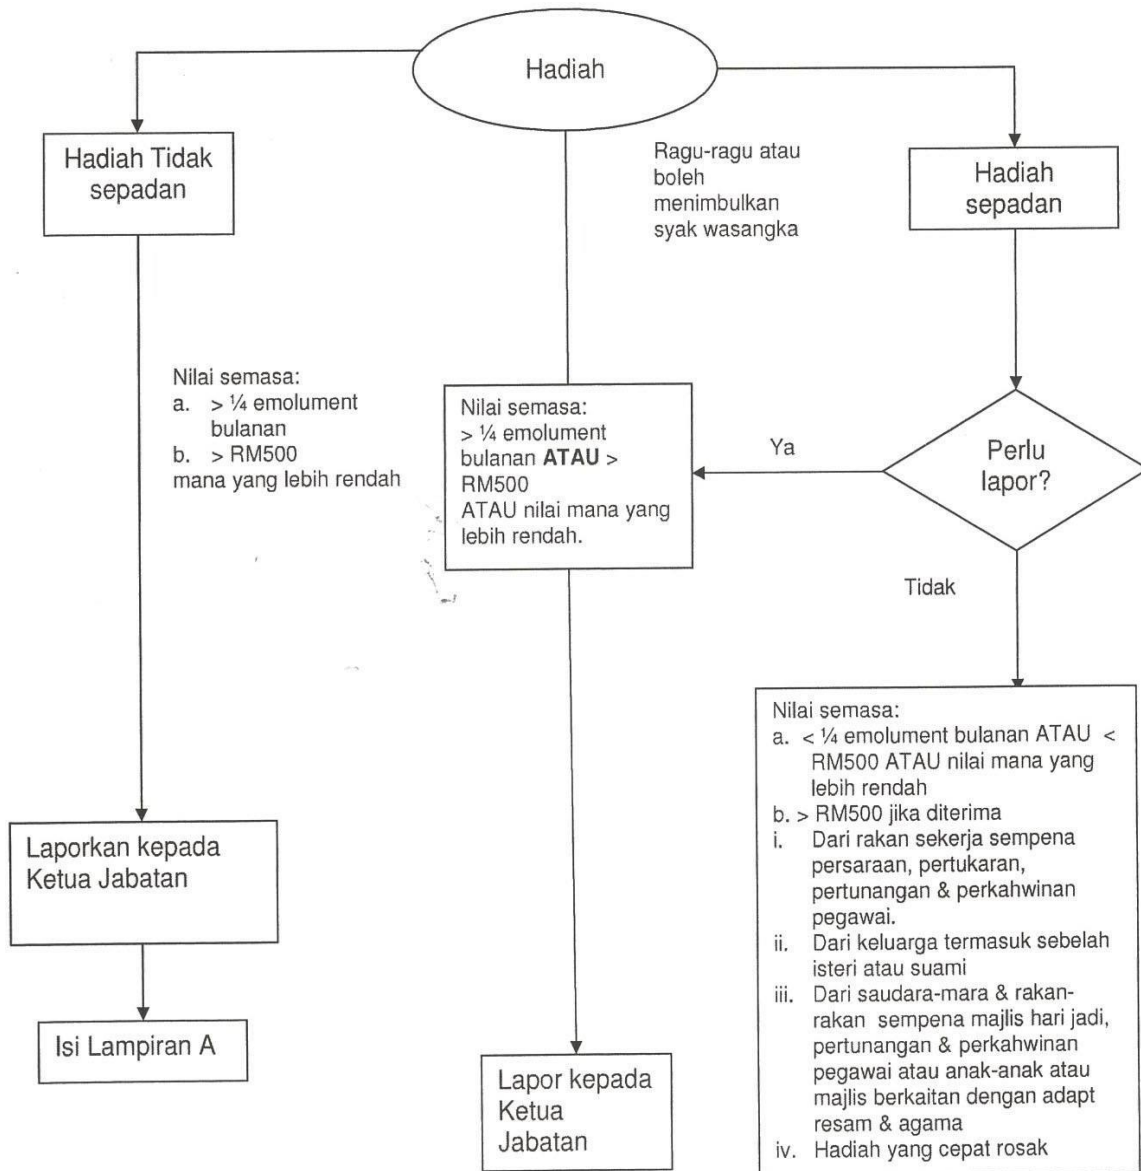 Hadiah
Hadiah Tidak
sepadan
Ragu-ragu atau
boleh
menimbulkan
syak wasangka
Hadiah
sepadan
Nilai semasa:
a. > ¼ emolument
bulanan
b. > RM500
mana yang lebih rendah
Nilai semasa:
> ¼ emolument
bulanan ATAU >
RM500
ATAU nilai mana yang
lebih rendah.
Ya
Perlu
lapor?
Tidak
Laporkan kepada
Ketua Jabatan
Isi Lampiran A
Lapor kepada
Ketua
Jabatan
Nilai semasa:
a. < ¼ emolument bulanan ATAU <
RM500 ATAU nilai mana yang
lebih rendah
b. > RM500 jika diterima
i. Dari rakan sekerja sempena
persaraan, pertukaran,
pertunangan & perkahwinan
pegawai.
ii. Dari keluarga termasuk sebelah
isteri atau suami
iii. Dari saudara-mara & rakan-
rakan sempena majlis hari jadi,
pertunangan & perkahwinan
pegawai atau anak-anak atau
majlis berkaitan dengan adapt
resam & agama
iv. Hadiah yang cepat rosak